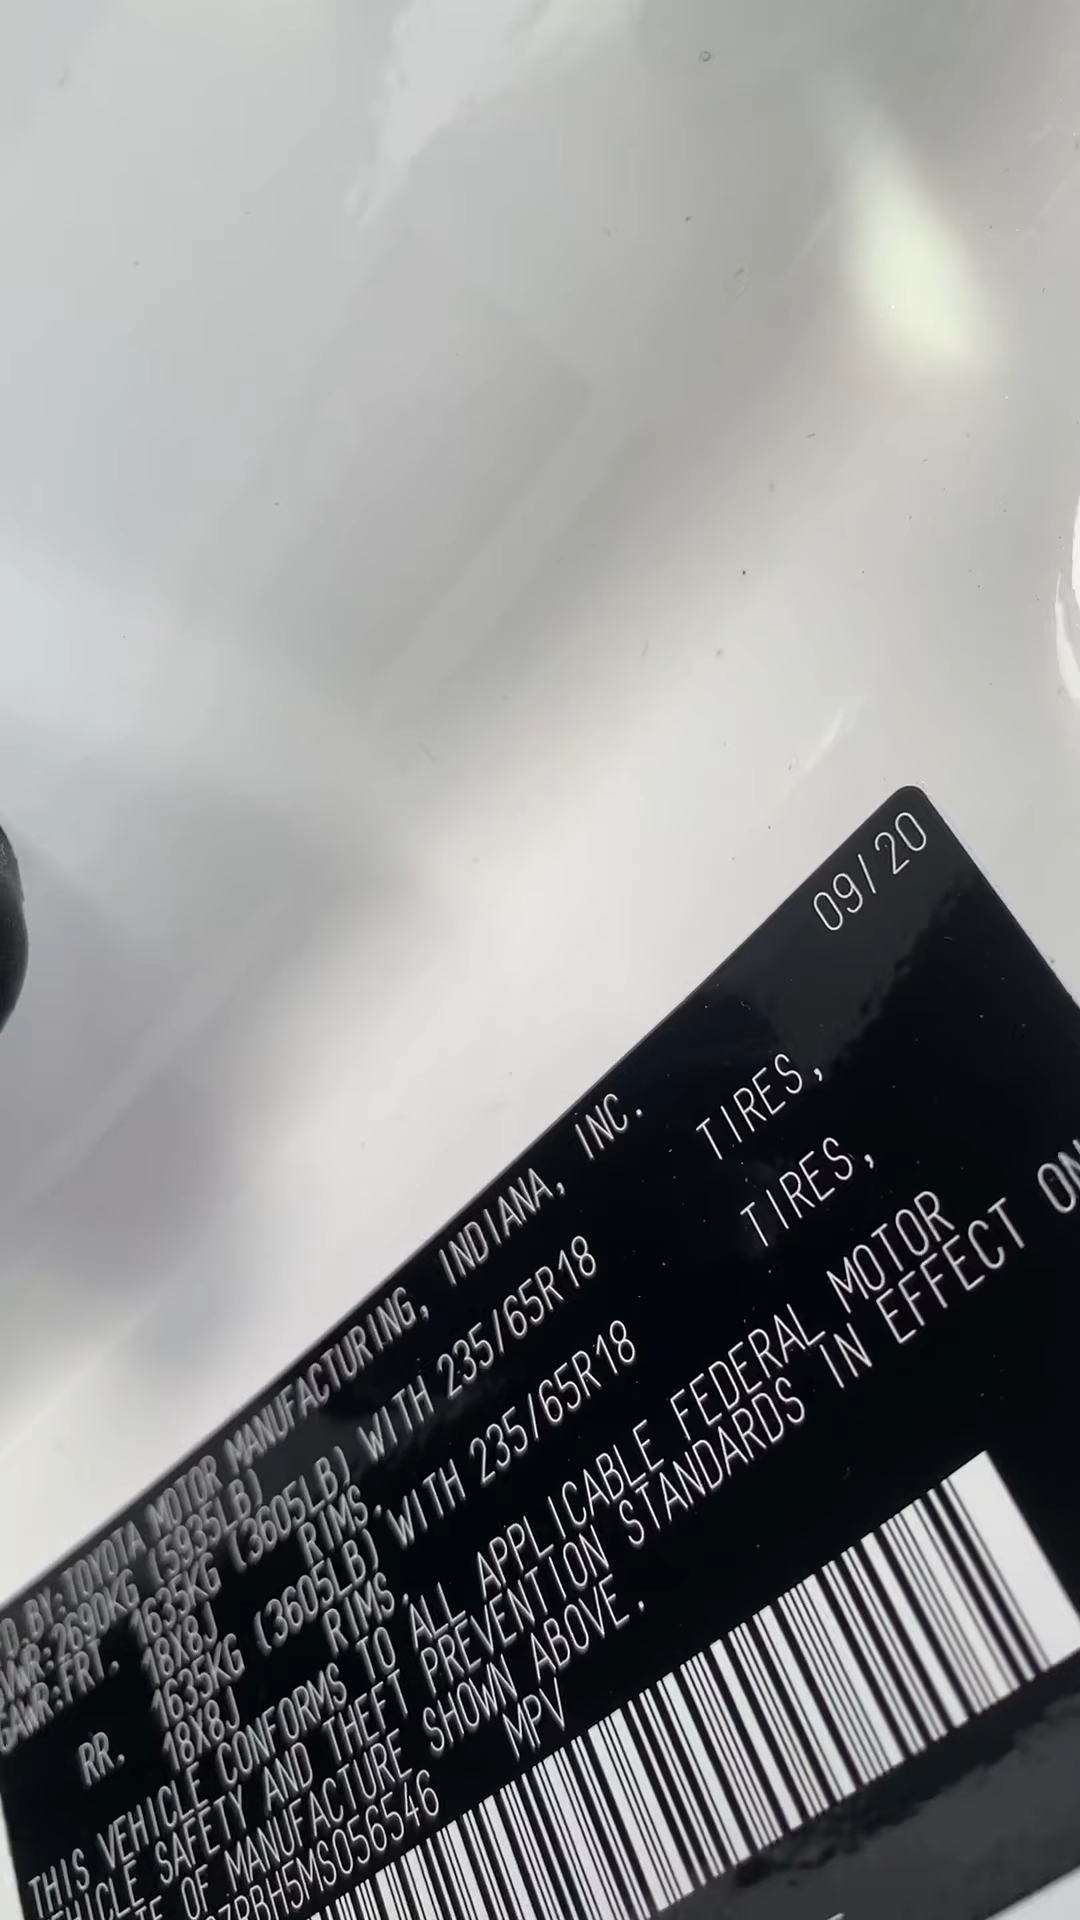 09/20
D.BY:TOYOTA MOTOR MANUFACTURING, INDIANA, INC.
GVWR:2690KG (5935LB)
GAWR:FRT. 1635KG (3605LB) WITH 235/65R18 TIRES,
18X8J RIMS,
RR. 1635KG (3605LB) WITH 235/65R18 TIRES,
18X8J RIMS.
THIS VEHICLE CONFORMS TO ALL APPLICABLE FEDERAL MOTOR
VEHICLE SAFETY AND THEFT PREVENTION STANDARDS IN EFFECT ON
OF MANUFACTURE SHOWN ABOVE.
ZRBH5MS056546 MPV